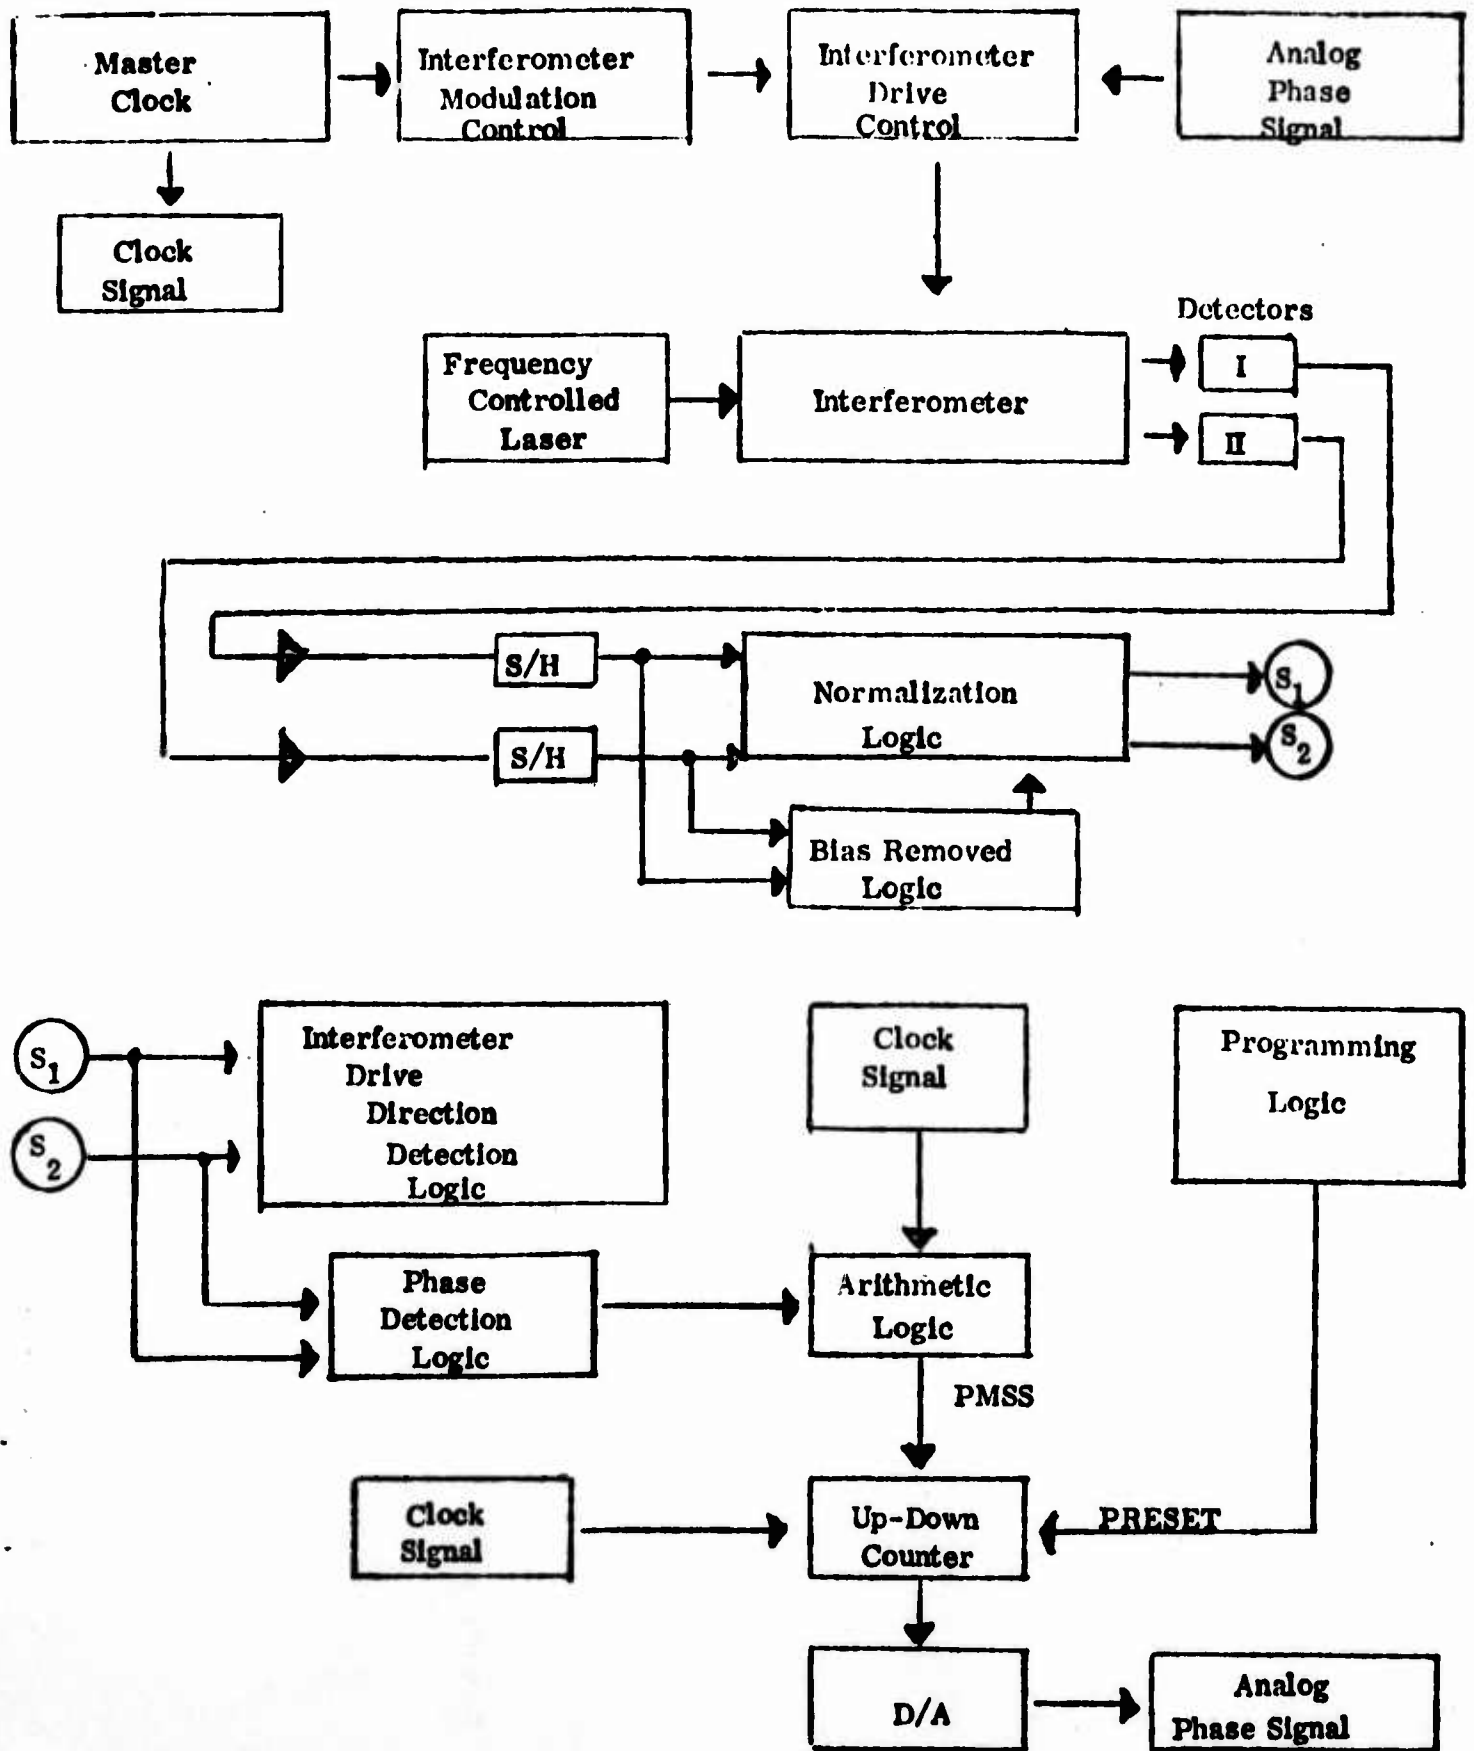 Master
Clock
Interferometer
Modulation
Control
Interferometer
Drive
Control
Analog
Phase
Signal
Clock
Signal
Detectors
Frequency
Controlled
Laser
Interferometer
I
II
S/H
Normalization
Logic
S1
S/H
S2
Bias Removed
Logic
S1
Interferometer
Drive
Direction
Detection
Logic
Clock
Signal
Programming
Logic
S2
Phase
Detection
Logic
Arithmetic
Logic
PMSS
Clock
Signal
Up-Down
Counter
PRESET
D/A
Analog
Phase Signal